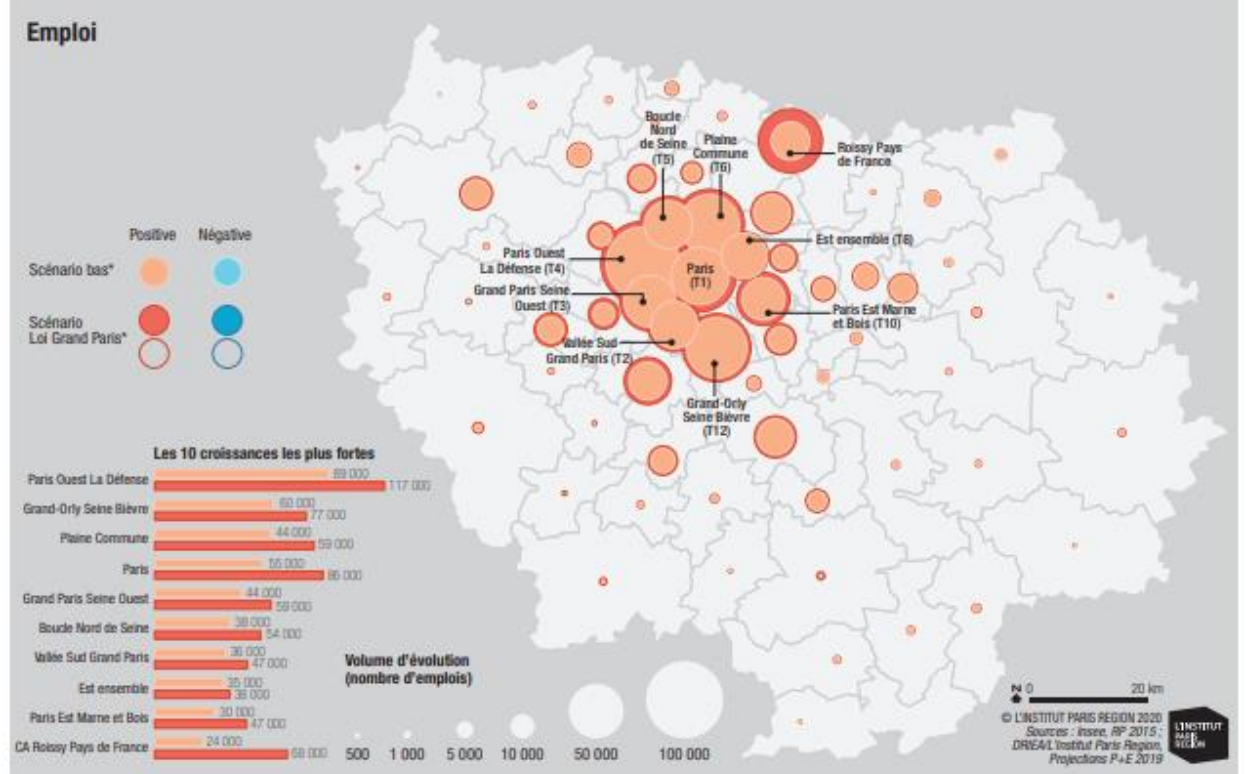 Emploi
Positive Négative
Scénario bas*
Scénario
Loi Grand Paris*
Boucle
Nord
de Seine
(T5)
Plaine
Commune
(T6)
Roissy Pays
de France
Est ensemble (T8)
Paris Ouest
La Défense (T4)
Paris
(T1)
Grand Paris Seine
Ouest (T3)
Paris Est Marne
et Bois (T10)
Vallée Sud
Grand Paris (T2)
Grand-Orly
Seine Bièvre
(T12)
Les 10 croissances les plus fortes
Paris Ouest La Défense 89 000
117 000
Grand-Orly Seine Bièvre 60 000
77 000
Plaine Commune 44 000
59 000
Paris 55 000
86 000
Grand Paris Seine Ouest 44 000
59 000
Boucle Nord de Seine 38 000
54 000
Vallée Sud Grand Paris 36 000
47 000
Est ensemble 35 000
38 000
Paris Est Marne et Bois 30 000
47 000
CA Roissy Pays de France 24 000
68 000
Volume d'évolution
(nombre d'emplois)
500 1 000 5 000 10 000 50 000 100 000
N 0 20 km
© L'INSTITUT PARIS REGION 2020
Sources : Insee, RP 2015 ;
DRIEA/L'Institut Paris Region,
Projections P+E 2019
L'INSTITUT
PARIS
REGION